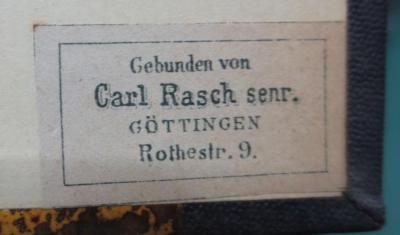 Gebunden von
Carl Rasch senr.
GÖTTINGEN
Rothestr. 9.